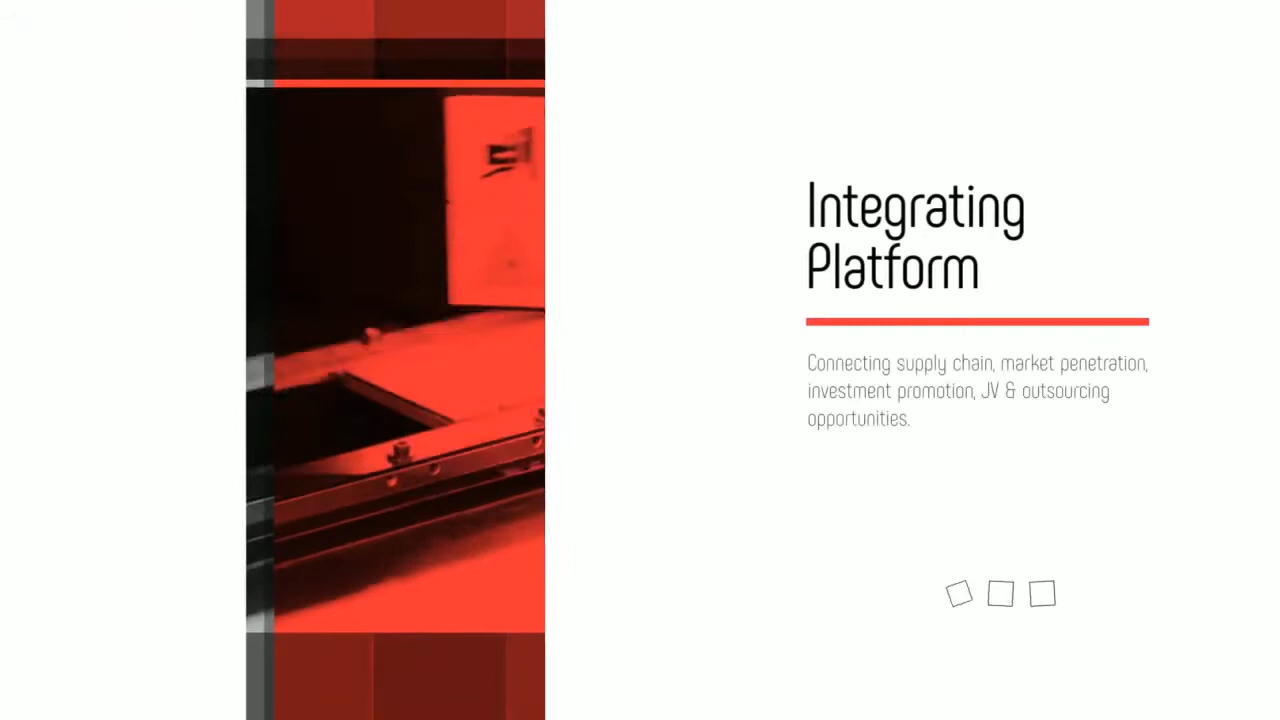 Integrating
Platform
Connecting supply chain, market penetration,
investment promotion, JV & outsourcing
opportunities.